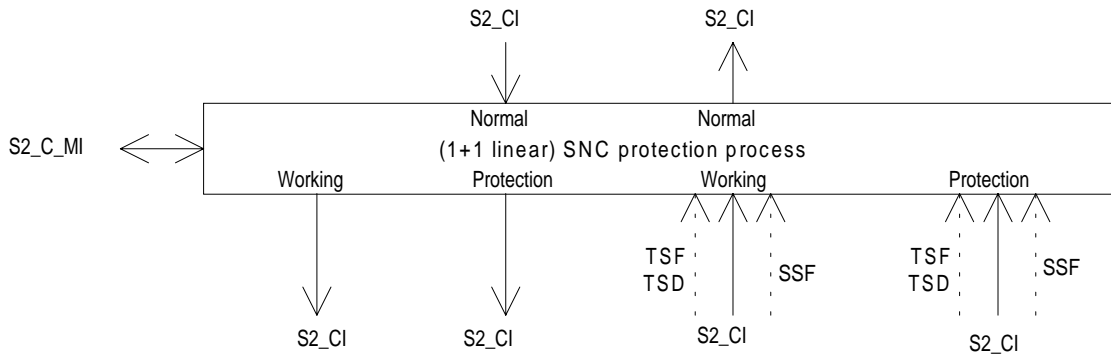 S2_CI S2_CI
Normal Normal
S2_C_MI
(1+1 linear) SNC protection process
Working Protection Working Protection
TSF TSF
SSF SSF
TSD TSD
S2_CI S2_CI S2_CI S2_CI